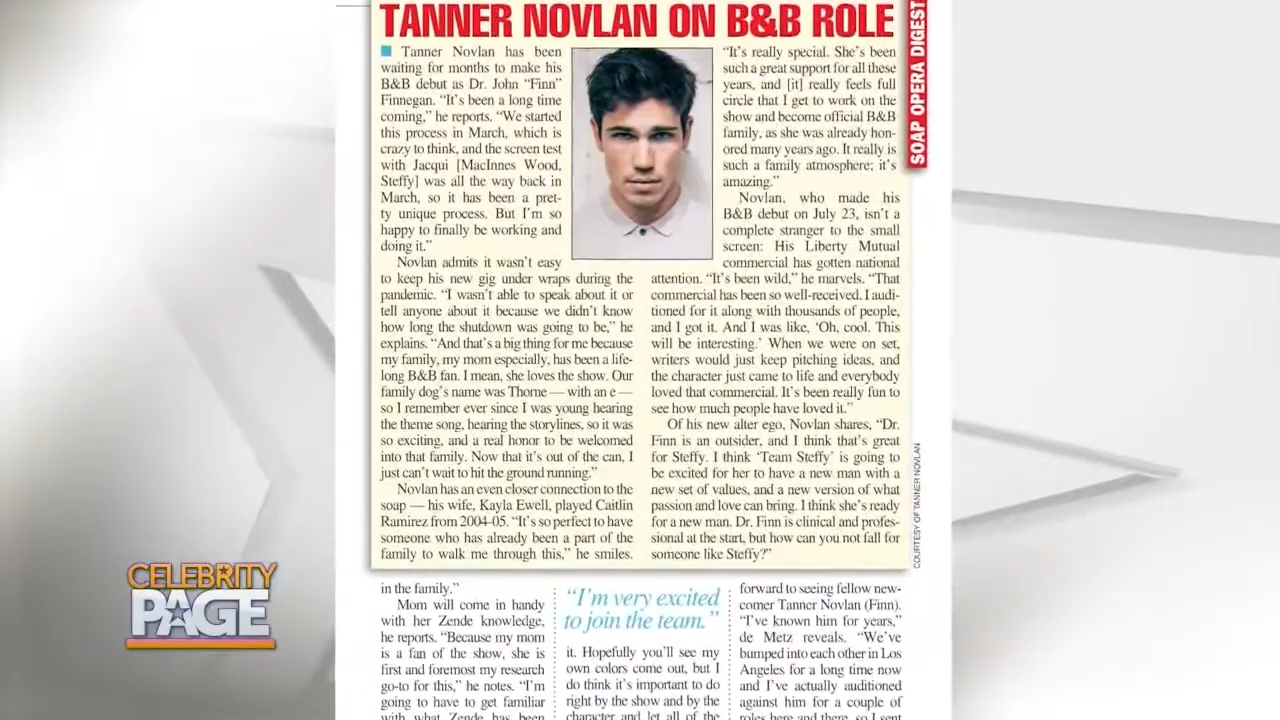 TANNER NOVLAN ON B&B ROLE
Tanner Novlan has been
waiting for months to make his
B&B debut as Dr. John “Finn”
Finnegan. “It's been a long time
coming,” he reports. “We started
this process in March, which is
crazy to think, and the screen test
with Jacqui [MacInnes Wood,
Steffy] was all the way back in
March, so it has been a pret-
ty unique process. But I'm so
happy to finally be working and
doing it.”
Novlan admits it wasn't easy
to keep his new gig under wraps during the
pandemic. “I wasn't able to speak about it or
tell anyone about it because we didn't know
how long the shutdown was going to be,” he
explains. “And that's a big thing for me because
my family, my mom especially, has been a life-
long B&B fan. I mean, she loves the show. Our
family dog's name was Thorne — with an e —
so I remember ever since I was young hearing
the theme song, hearing the storylines, so it was
so exciting, and a real honor to be welcomed
into that family. Now that it's out of the can, I
just can't wait to hit the ground running.”
Novlan has an even closer connection to the
soup — his wife, Kayla Ewell, played Caitlin
Ramirez from 2004-05. “It's so perfect to have
someone who has already been a part of the
family to walk me through this,” he smiles.
“It's really special. She's been
such a great support for all these
years, and [it] really feels full
circle that I get to work on the
show and become official B&B
family, as she was already hon-
ored many years ago. It really is
such a family atmosphere; it's
amazing.”
Novlan, who made his
B&B debut on July 23, isn't a
complete stranger to the small
screen: His Liberty Mutual
commercial has gotten national
attention. “It's been wild,” he marvels. “That
commercial has been so well-received. I audi-
tioned for it along with thousands of people,
and I got it. And I was like, ‘Oh, cool. This
will be interesting.’ When we were on set,
writers would just keep pitching ideas, and
the character just came to life and everybody
loved that commercial. It's been really fun to
see how much people have loved it.”
Of his new alter ego, Novlan shares, “Dr.
Finn is an outsider, and I think that's great
for Steffy. I think ‘Team Steffy’ is going to
be excited for her to have a new man with a
new set of values, and a new version of what
passion and love can bring. I think she's ready
for a new man. Dr. Finn is clinical and profes-
sional at the start, but how can you not fall for
someone like Steffy?”
SOAP OPERA DIGEST
COURTESY OF TANNER NOVLAN
in the family.”
Mom will come in handy
with her Zende knowledge,
he reports. “Because my mom
is a fan of the show, she is
first and foremost my research
go-to for this,” he notes. “I'm
going to have to get familiar
with what Zende has been
“I'm very excited
to join the team.”
it. Hopefully you'll see my
own colors come out, but I
do think it's important to do
right by the show and by the
character and let all of the
forward to seeing fellow new-
comer Tanner Novlan (Finn).
“I've known him for years,”
de Metz reveals. “We've
bumped into each other in Los
Angeles for a long time now
and I've actually auditioned
against him for a couple of
roles here and there, so I sent
CELEBRITY
PAGE